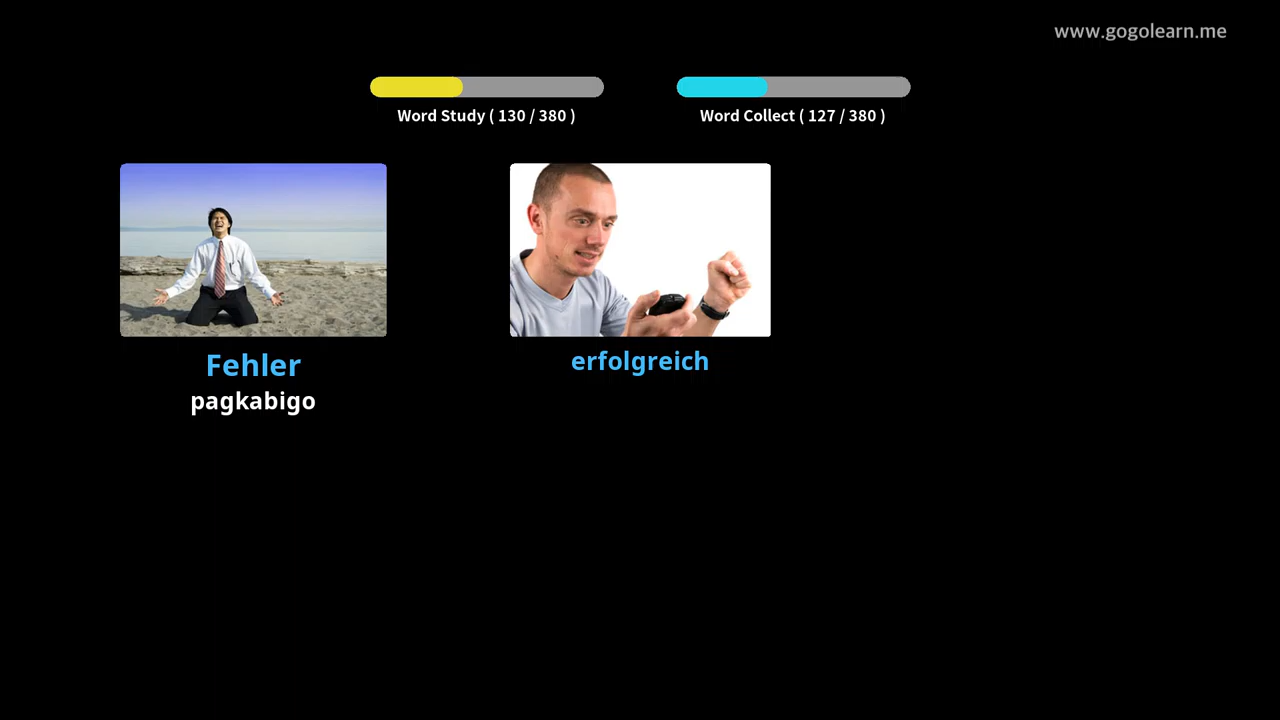 www.gogolearn.me
Word Study ( 130 / 380 )
Word Collect ( 127 / 380 )
Fehler
pagkabigo
erfolgreich